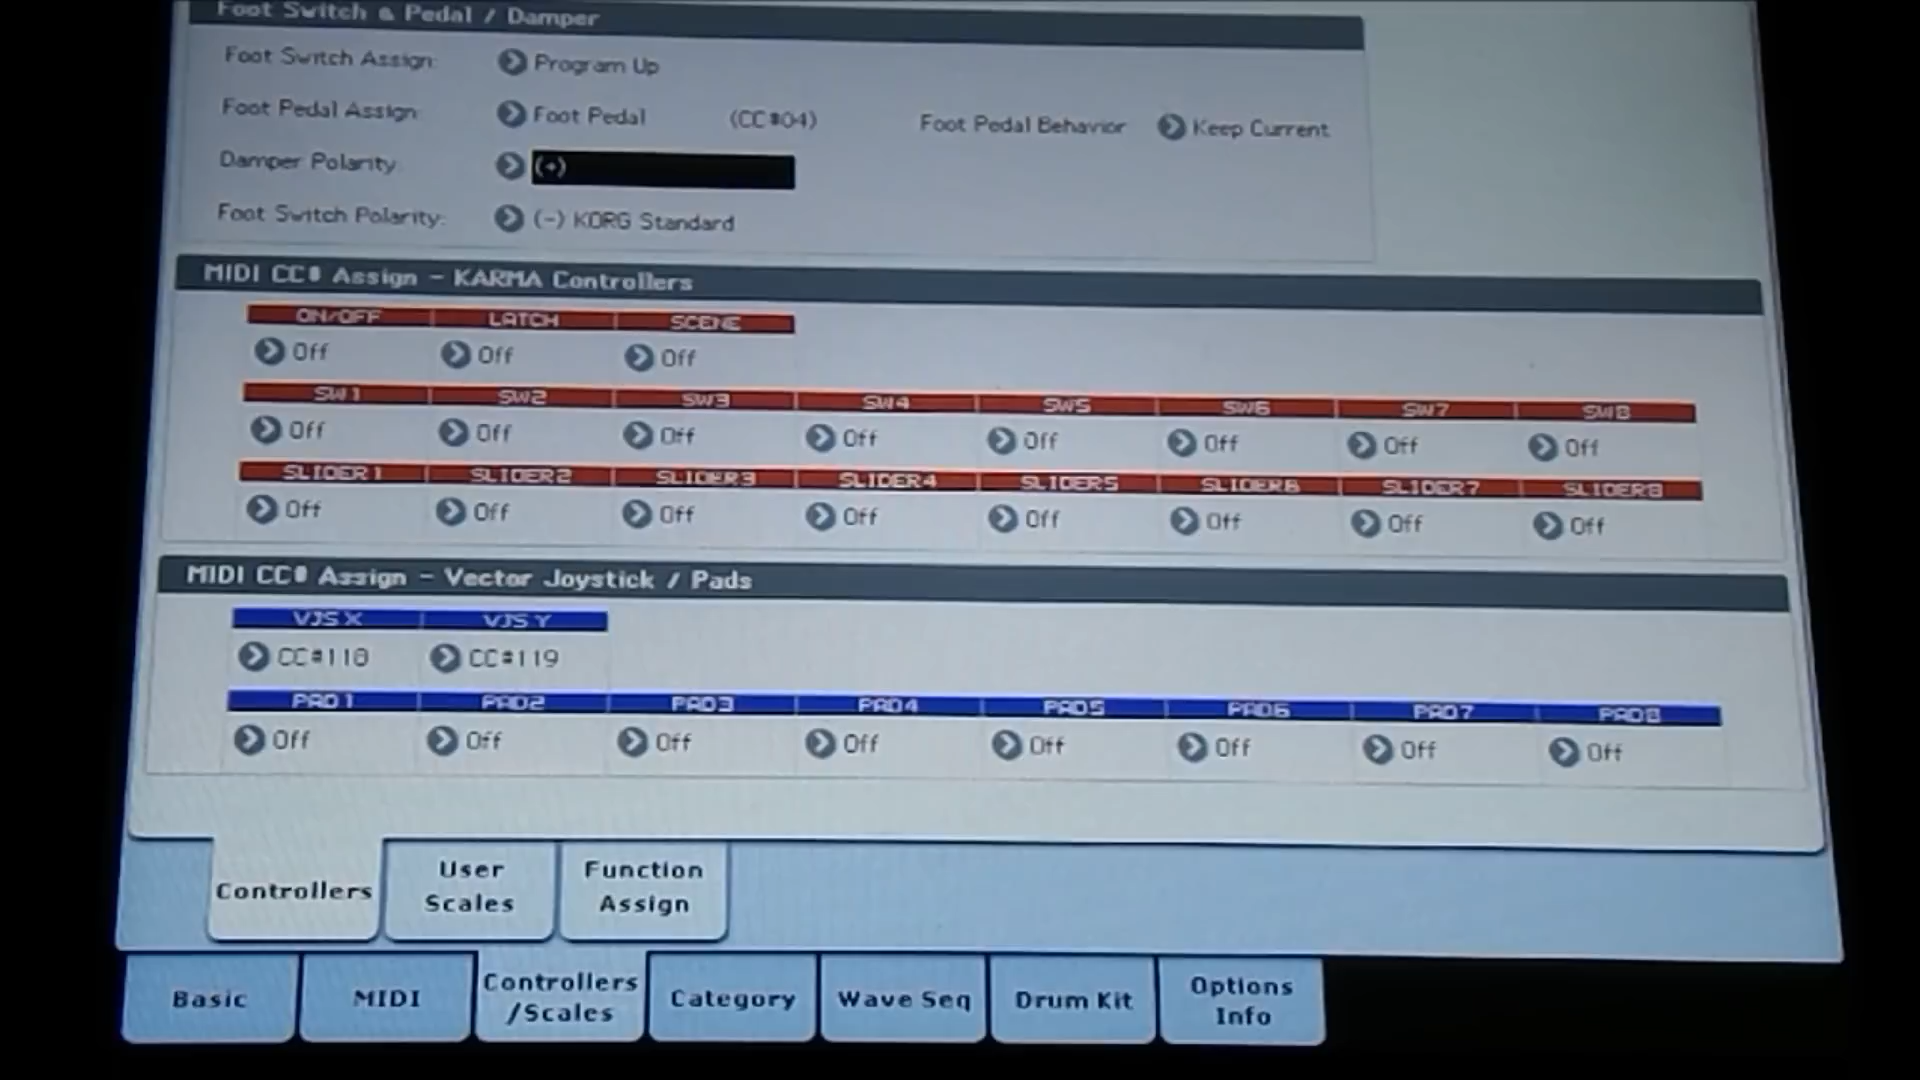 Foot Switch & Pedal / Damper
Foot Switch Assign: Program Up
Foot Pedal Assign: Foot Pedal (CC#04) Foot Pedal Behavior Keep Current
Damper Polarity: (+)
Foot Switch Polarity: (-) KORG Standard
MIDI CC# Assign - KARMA Controllers
ON/OFF LATCH SCENE
Off Off Off
SW1 SW2 SW3 SW4 SW5 SW6 SW7 SW8
Off Off Off Off Off Off Off Off
SLIDER1 SLIDER2 SLIDER3 SLIDER4 SLIDER5 SLIDER6 SLIDER7 SLIDER8
Off Off Off Off Off Off Off Off
MIDI CC# Assign - Vector Joystick / Pads
VJS X VJS Y
CC#118 CC#119
PAD1 PAD2 PAD3 PAD4 PAD5 PAD6 PAD7 PAD8
Off Off Off Off Off Off Off Off
Controllers User Scales Function Assign
Basic MIDI Controllers /Scales Category Wave Seq Drum Kit Options Info